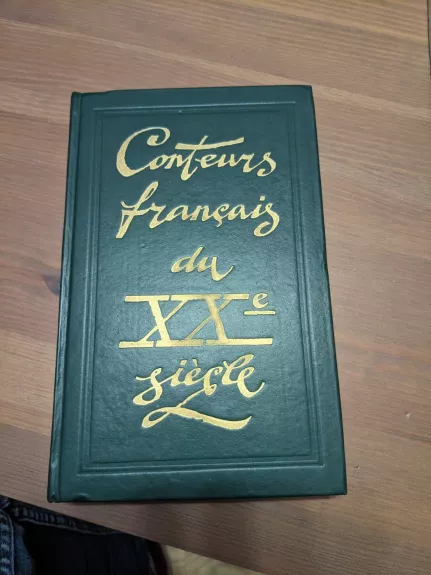 Conteurs
français
du
XXe
siècle